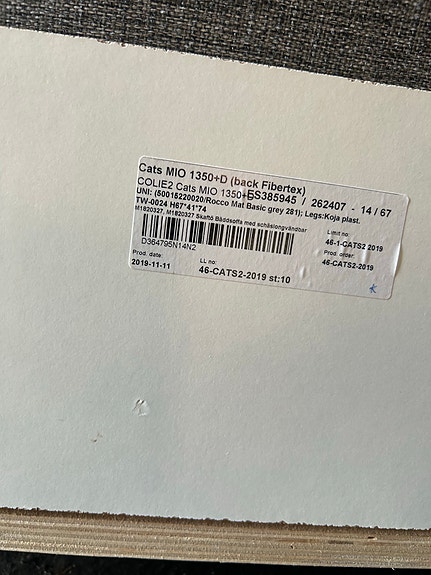 Cats MIO 1350+D (back Fibertex)
COLIE2 Cats MIO 1350+ES385945 / 262407 - 14 / 67
UNI: (50015220020/Rocco Mat Basic grey 281); Legs:Koja plast.
TW-0024 H67*41*74
M1820327, M1820327 Skaftö Bäddsoffa med schäslongvändbar
D364795N14N2
Limit no:
46-1-CATS2 2019
Prod. order:
46-CATS2-2019
Prod. date
2019-11-11
LL no:
46-CATS2-2019 st:10